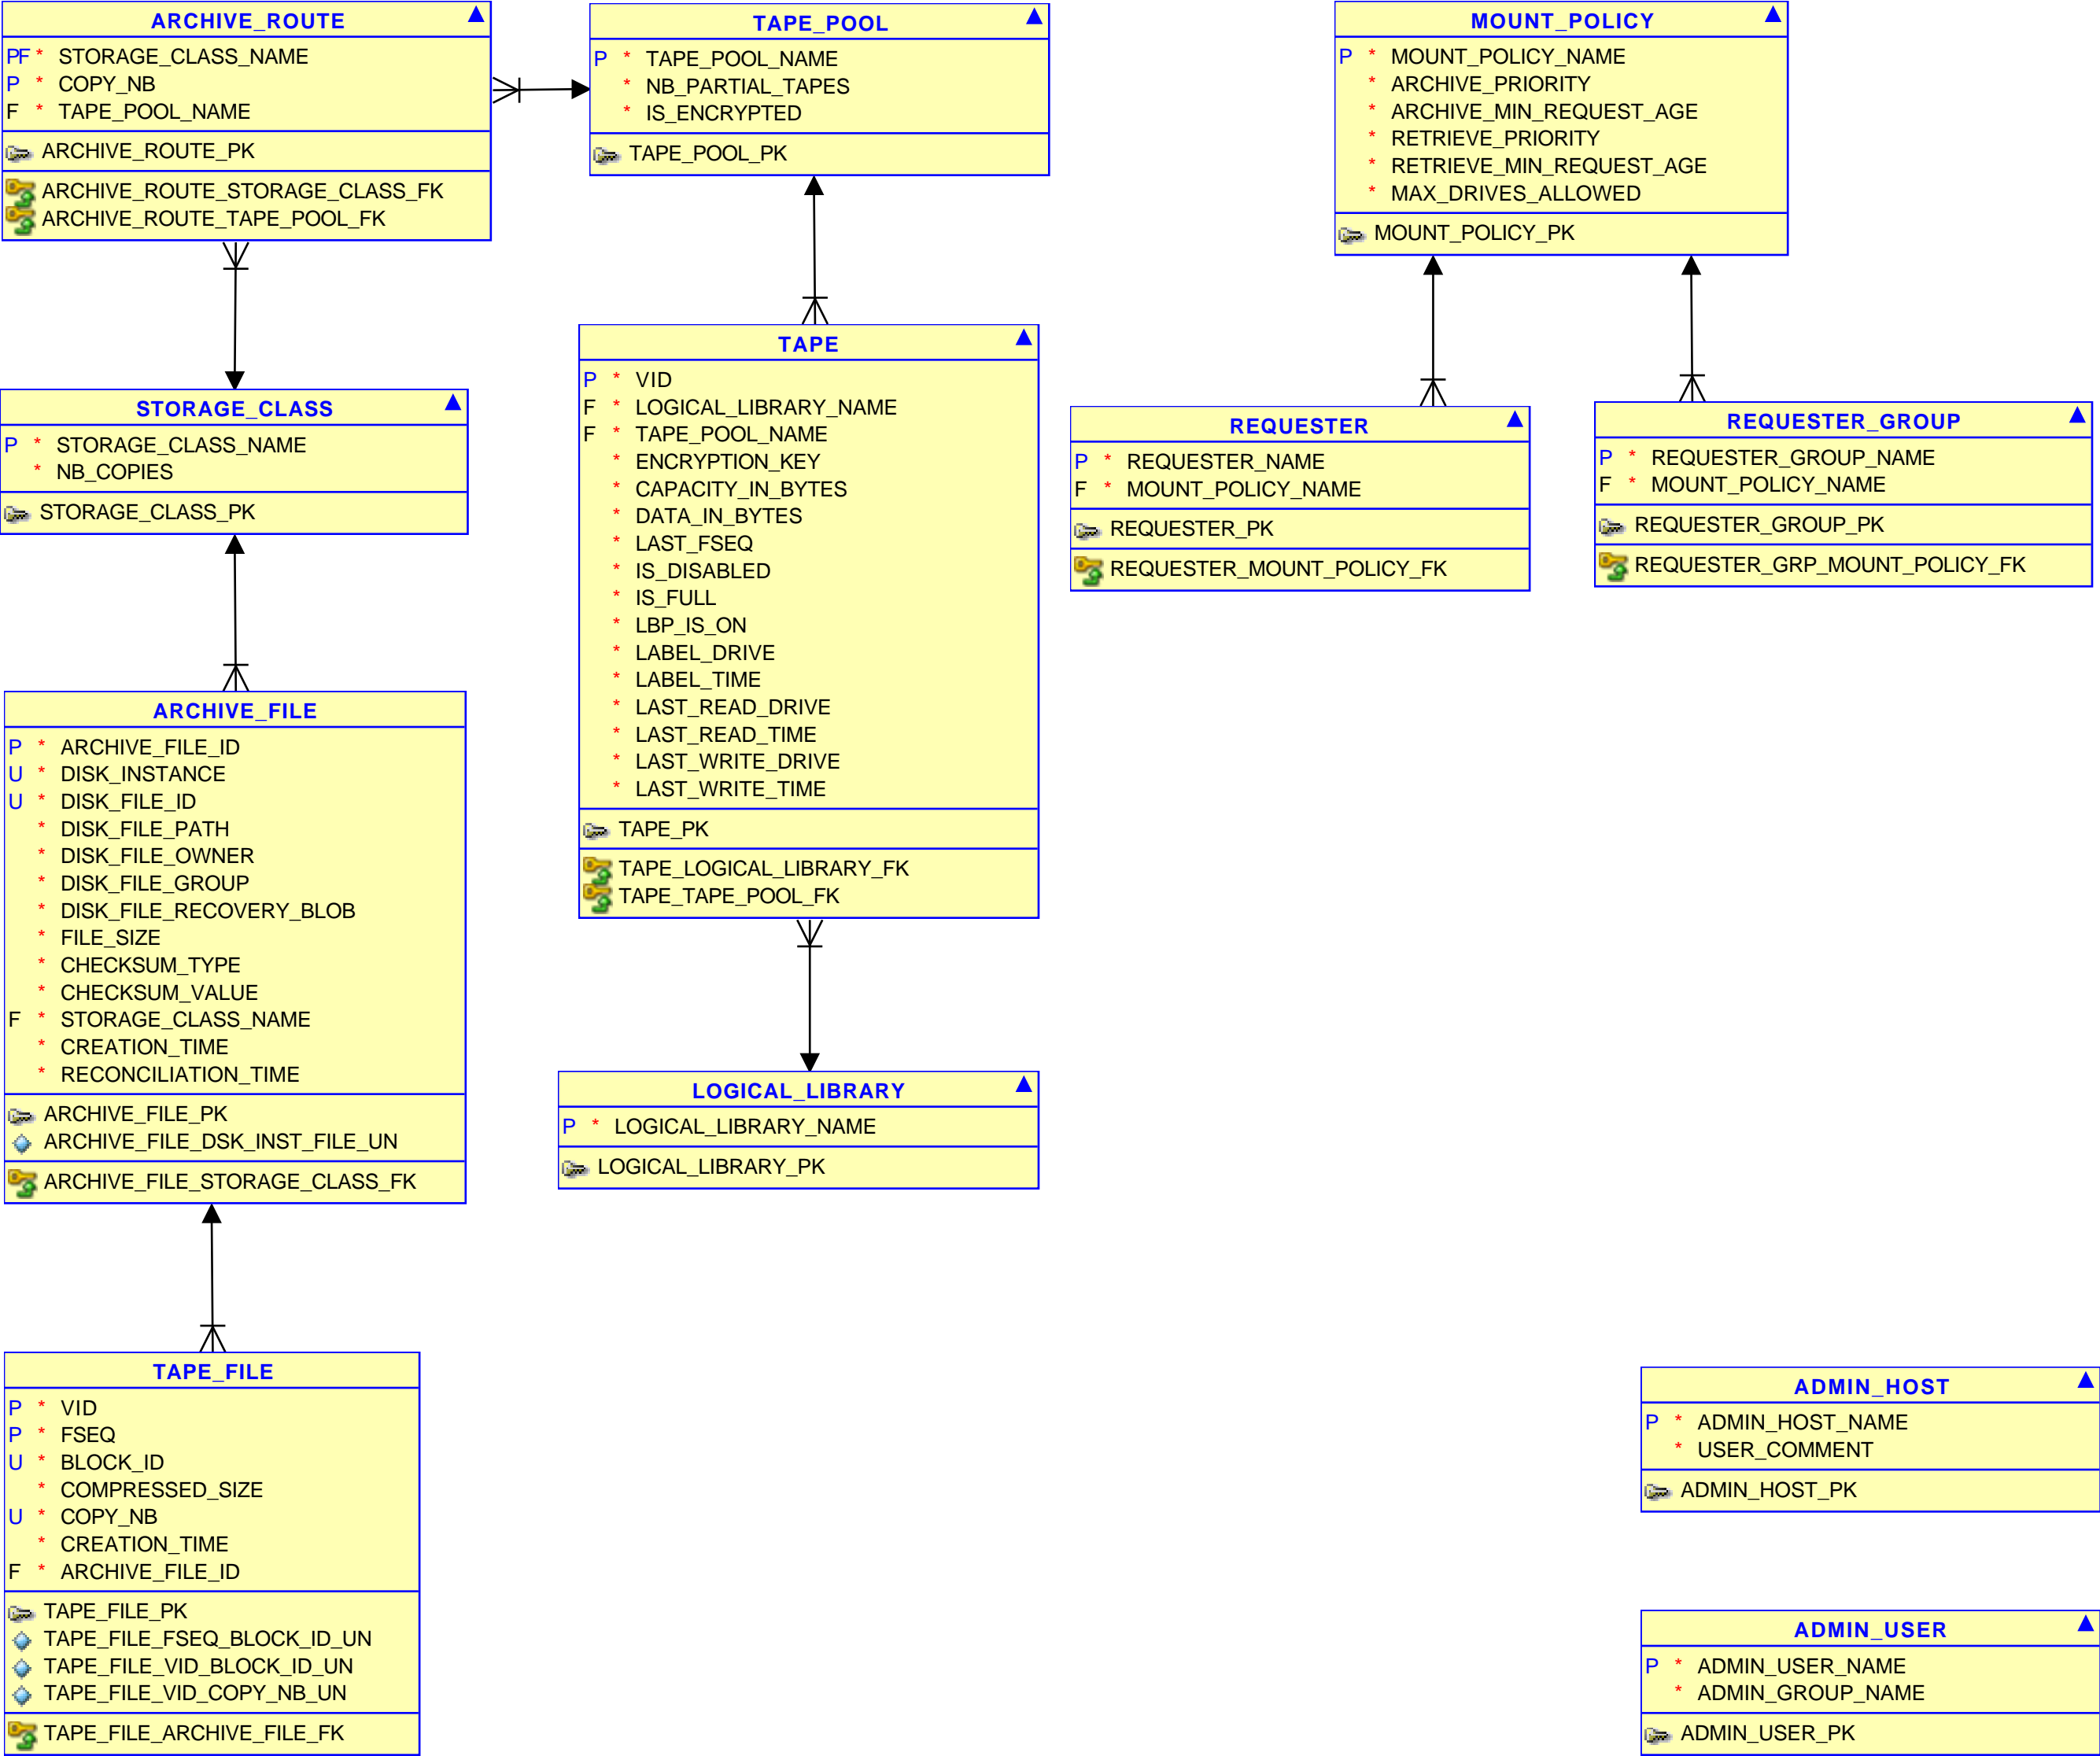 ARCHIVE_ROUTE
PF * STORAGE_CLASS_NAME
P * COPY_NB
F * TAPE_POOL_NAME
ARCHIVE_ROUTE_PK
ARCHIVE_ROUTE_STORAGE_CLASS_FK
ARCHIVE_ROUTE_TAPE_POOL_FK
TAPE_POOL
P * TAPE_POOL_NAME
* NB_PARTIAL_TAPES
* IS_ENCRYPTED
TAPE_POOL_PK
MOUNT_POLICY
P * MOUNT_POLICY_NAME
* ARCHIVE_PRIORITY
* ARCHIVE_MIN_REQUEST_AGE
* RETRIEVE_PRIORITY
* RETRIEVE_MIN_REQUEST_AGE
* MAX_DRIVES_ALLOWED
MOUNT_POLICY_PK
STORAGE_CLASS
P * STORAGE_CLASS_NAME
* NB_COPIES
STORAGE_CLASS_PK
TAPE
P * VID
F * LOGICAL_LIBRARY_NAME
F * TAPE_POOL_NAME
* ENCRYPTION_KEY
* CAPACITY_IN_BYTES
* DATA_IN_BYTES
* LAST_FSEQ
* IS_DISABLED
* IS_FULL
* LBP_IS_ON
* LABEL_DRIVE
* LABEL_TIME
* LAST_READ_DRIVE
* LAST_READ_TIME
* LAST_WRITE_DRIVE
* LAST_WRITE_TIME
TAPE_PK
TAPE_LOGICAL_LIBRARY_FK
TAPE_TAPE_POOL_FK
REQUESTER
P * REQUESTER_NAME
F * MOUNT_POLICY_NAME
REQUESTER_PK
REQUESTER_MOUNT_POLICY_FK
REQUESTER_GROUP
P * REQUESTER_GROUP_NAME
F * MOUNT_POLICY_NAME
REQUESTER_GROUP_PK
REQUESTER_GRP_MOUNT_POLICY_FK
ARCHIVE_FILE
P * ARCHIVE_FILE_ID
U * DISK_INSTANCE
U * DISK_FILE_ID
* DISK_FILE_PATH
* DISK_FILE_OWNER
* DISK_FILE_GROUP
* DISK_FILE_RECOVERY_BLOB
* FILE_SIZE
* CHECKSUM_TYPE
* CHECKSUM_VALUE
F * STORAGE_CLASS_NAME
* CREATION_TIME
* RECONCILIATION_TIME
ARCHIVE_FILE_PK
ARCHIVE_FILE_DSK_INST_FILE_UN
ARCHIVE_FILE_STORAGE_CLASS_FK
LOGICAL_LIBRARY
P * LOGICAL_LIBRARY_NAME
LOGICAL_LIBRARY_PK
TAPE_FILE
P * VID
P * FSEQ
U * BLOCK_ID
* COMPRESSED_SIZE
U * COPY_NB
* CREATION_TIME
F * ARCHIVE_FILE_ID
TAPE_FILE_PK
TAPE_FILE_FSEQ_BLOCK_ID_UN
TAPE_FILE_VID_BLOCK_ID_UN
TAPE_FILE_VID_COPY_NB_UN
TAPE_FILE_ARCHIVE_FILE_FK
ADMIN_HOST
P * ADMIN_HOST_NAME
* USER_COMMENT
ADMIN_HOST_PK
ADMIN_USER
P * ADMIN_USER_NAME
* ADMIN_GROUP_NAME
ADMIN_USER_PK